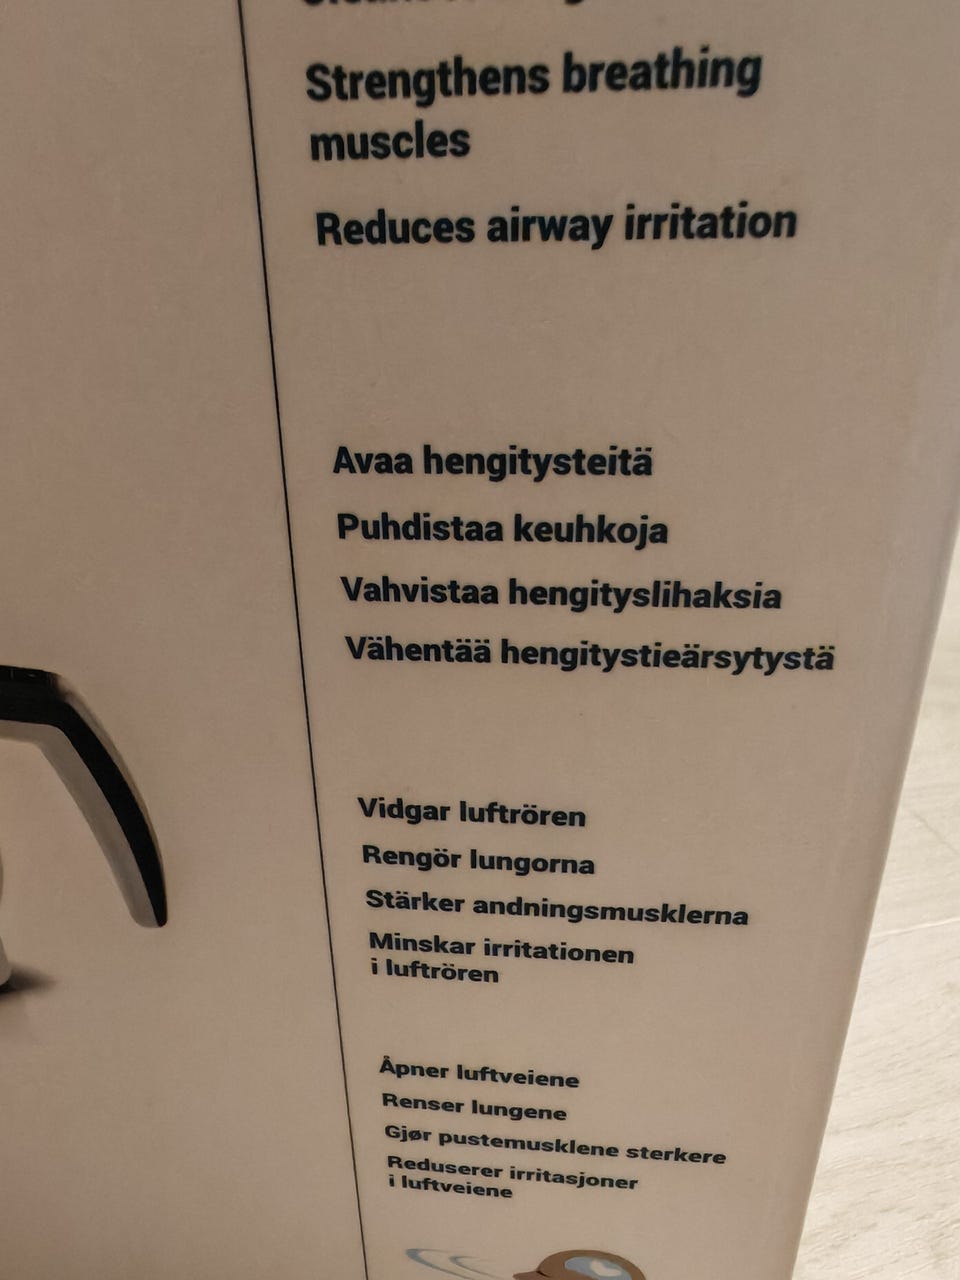 Strengthens breathing
muscles
Reduces airway irritation
Avaa hengitysteitä
Puhdistaa keuhkoja
Vahvistaa hengityslihaksia
Vähentää hengitystieärsytystä
Vidgar luftrören
Rengör lungorna
Stärker andningsmusklerna
Minskar irritationen
i luftrören
Åpner luftveiene
Renser lungene
Gjør pustemusklene sterkere
Reduserer irritasjoner
i luftveiene